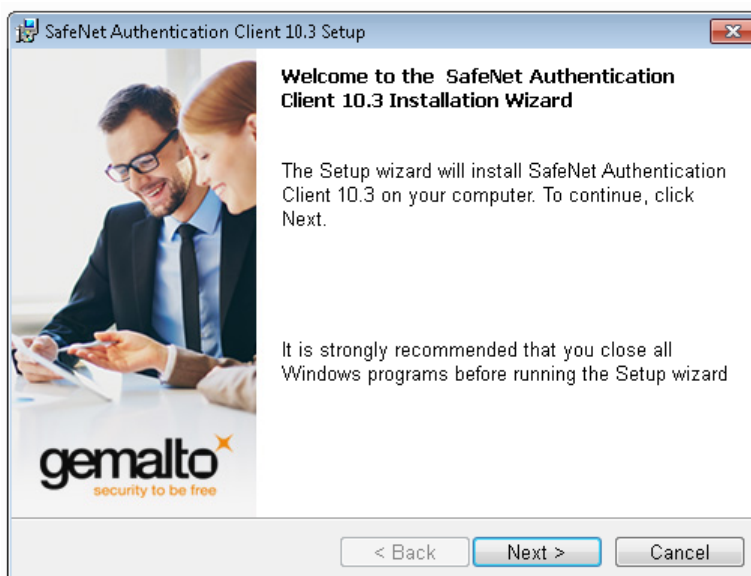 SafeNet Authentication Client 10.3 Setup
Welcome to the SafeNet Authentication
Client 10.3 Installation Wizard
The Setup wizard will install SafeNet Authentication
Client 10.3 on your computer. To continue, click
Next.
It is strongly recommended that you close all
Windows programs before running the Setup wizard
gemalto
security to be free
< Back
Next >
Cancel